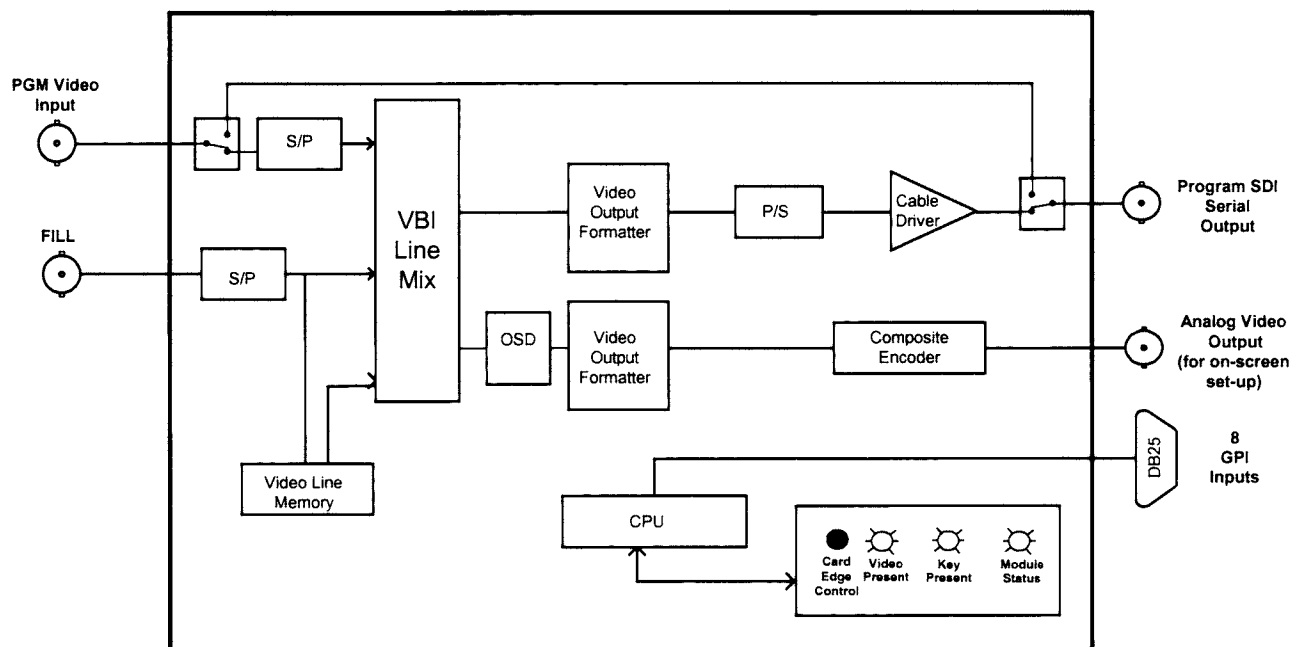 PGM Video
Input
S/P
FILL
S/P
VBI
Line
Mix
Video Line
Memory
Video
Output
Formatter
P/S
Cable
Driver
Program SDI
Serial
Output
OSD
Video
Output
Formatter
Composite
Encoder
Analog Video
Output
(for on-screen
set-up)
DB25
8
GPI
Inputs
CPU
Card
Edge
Control
Video
Present
Key
Present
Module
Status